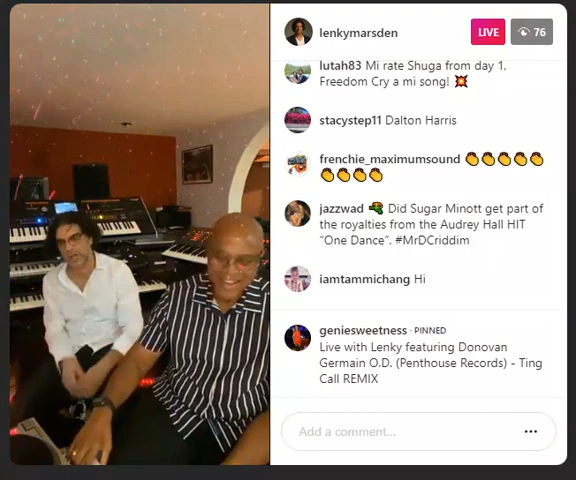 lenkymarsden
LIVE
76
lutah83 Mi rate Shuga from day 1,
Freedom Cry a mi song! 💥
stacystep11 Dalton Harris
frenchie_maximumsound 👏👏👏👏👏
👏👏👏👏
jazzwad 🔫 Did Sugar Minott get part of
the royalties from the Audrey Hall HIT
“One Dance”. #MrDCriddim
iamtammichang Hi
geniesweetness · PINNED
Live with Lenky featuring Donovan
Germain O.D. (Penthouse Records) - Ting
Call REMIX
Add a comment...